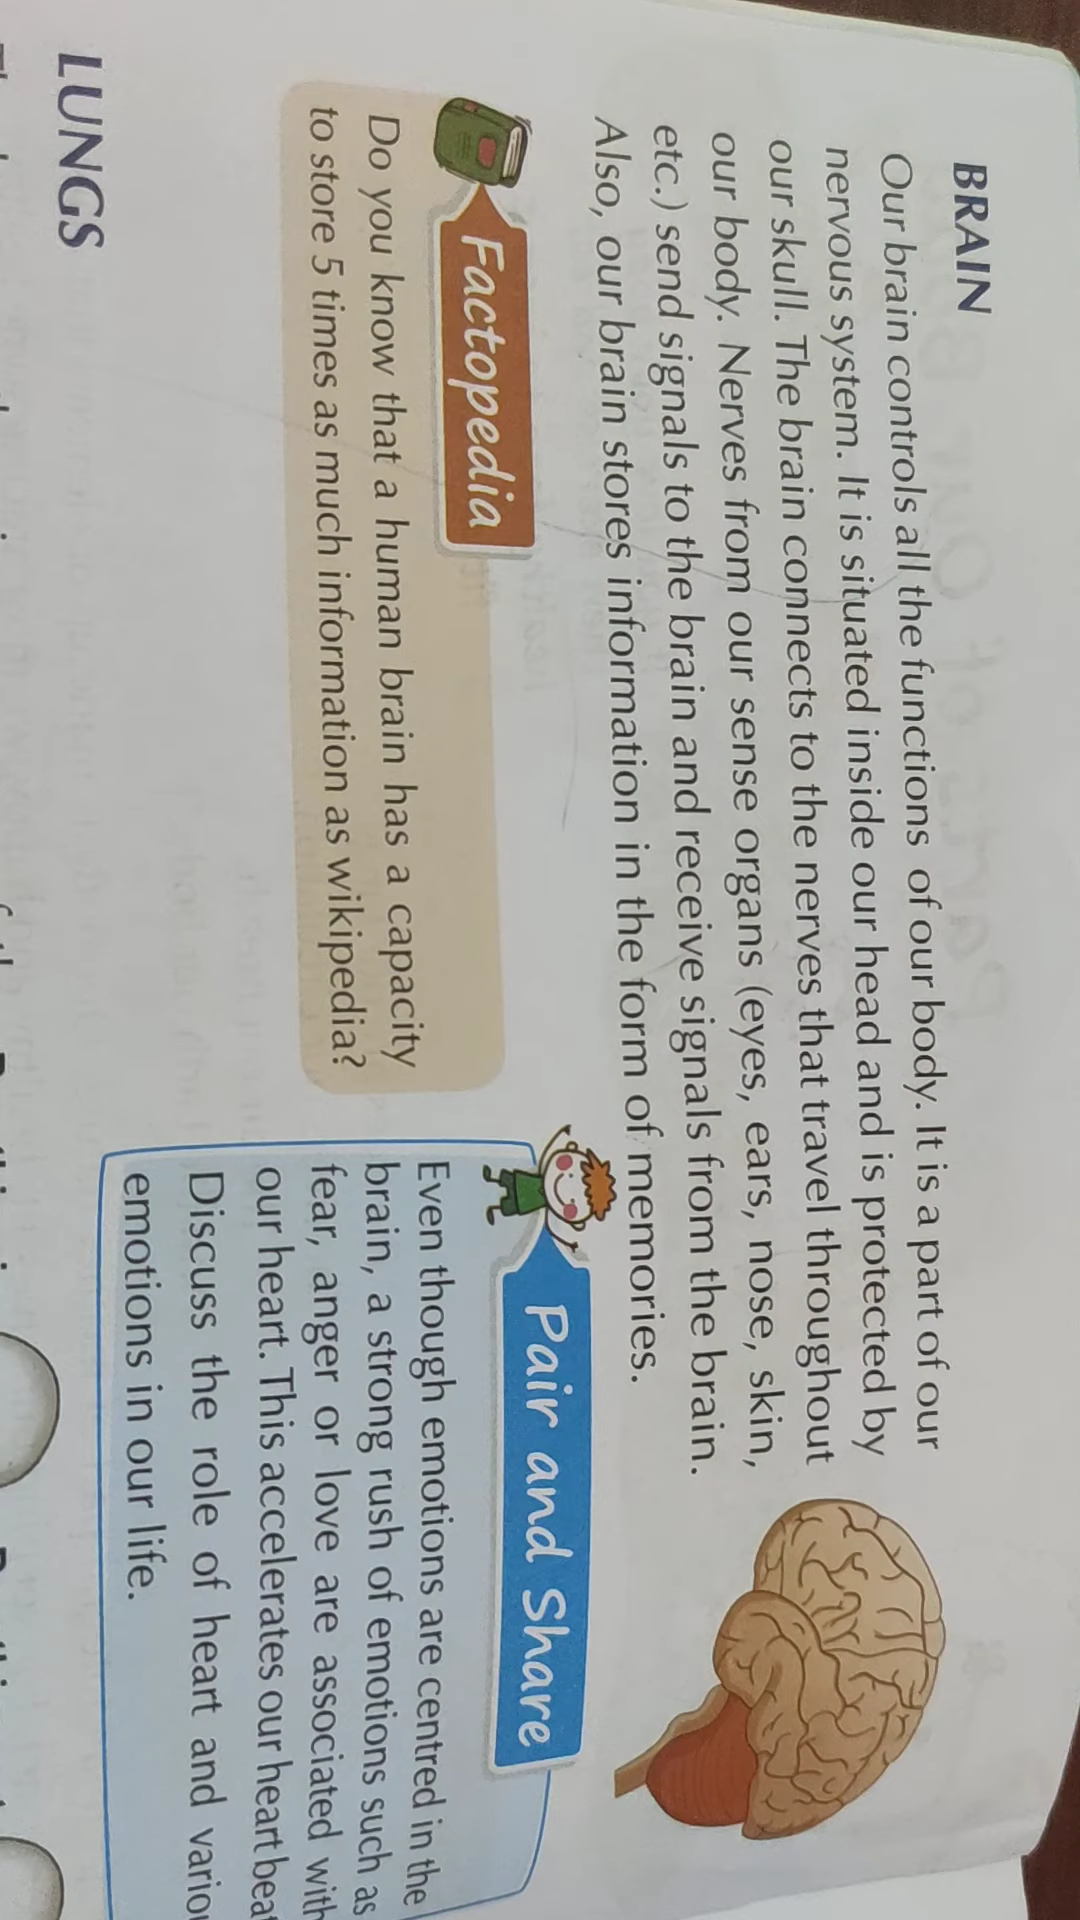 BRAIN
Our brain controls all the functions of our body. It is a part of our
nervous system. It is situated inside our head and is protected by
our skull. The brain connects to the nerves that travel throughout
our body. Nerves from our sense organs (eyes, ears, nose, skin,
etc.) send signals to the brain and receive signals from the brain.
Also, our brain stores information in the form of memories.
Factopedia
Do you know that a human brain has a capacity
to store 5 times as much information as wikipedia?
Pair and Share
Even though emotions are centred in the
brain, a strong rush of emotions such as
fear, anger or love are associated with
our heart. This accelerates our heart beat
Discuss the role of heart and
emotions in our life.
LUNGS